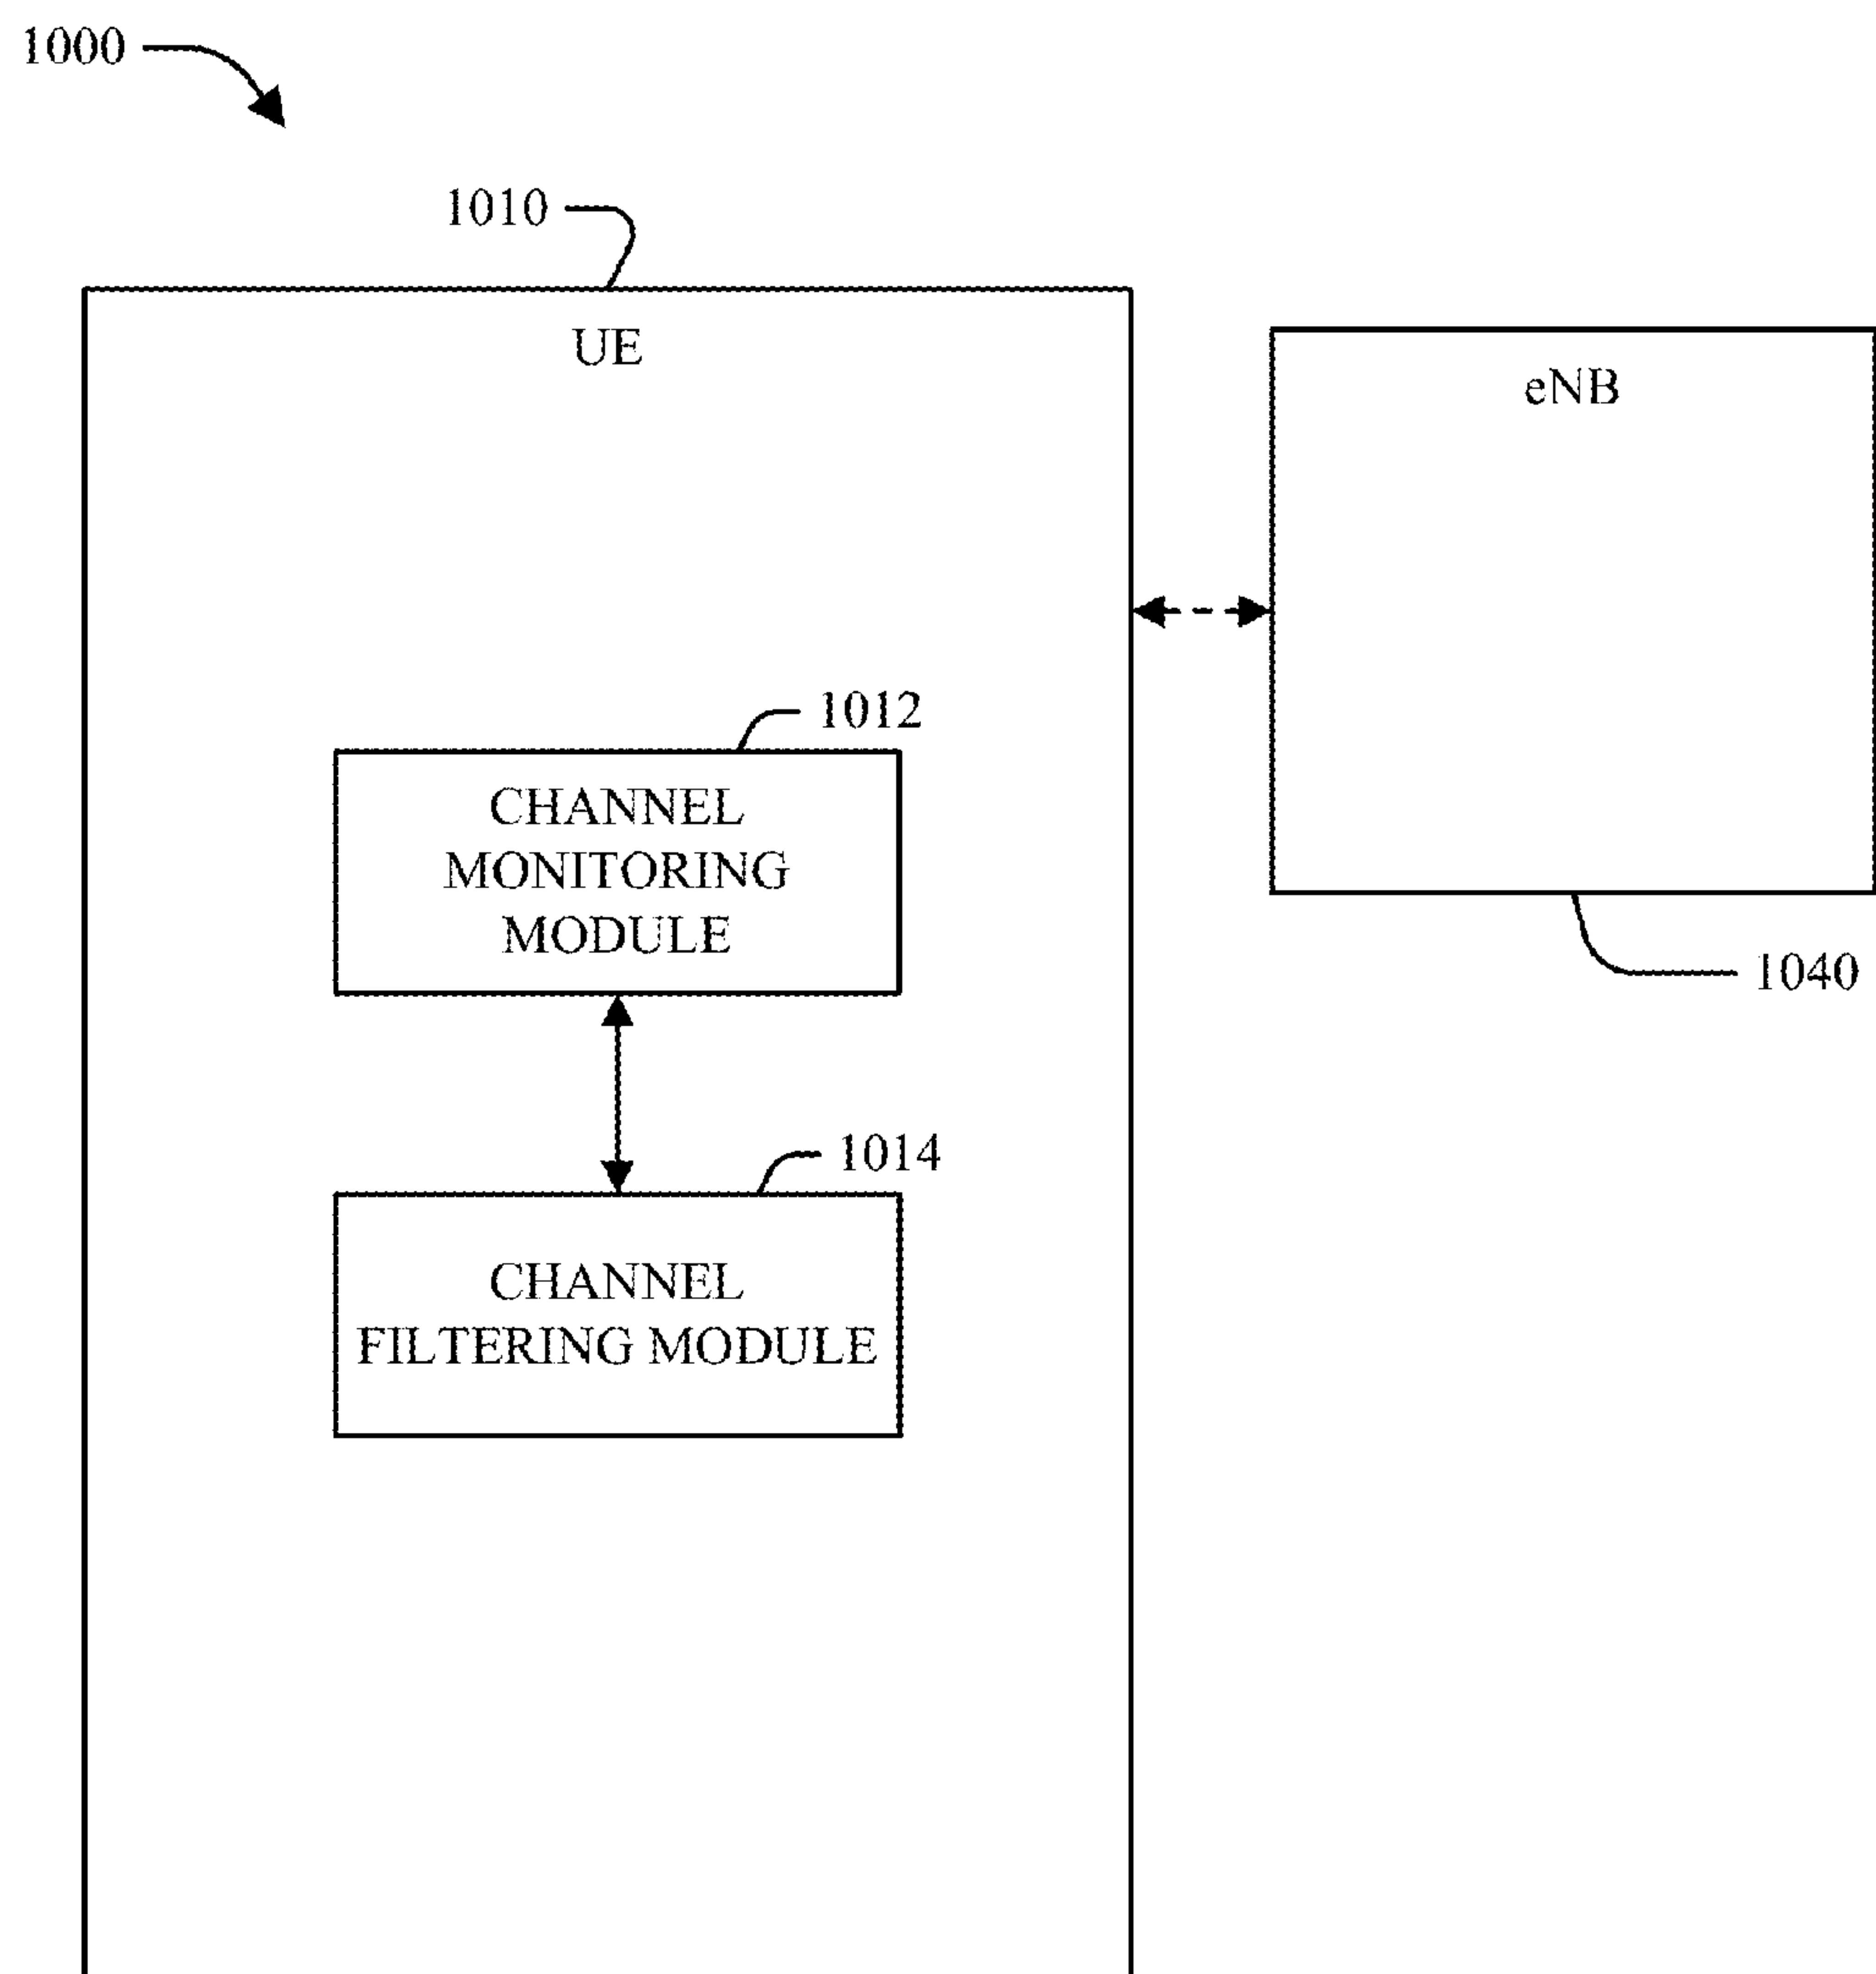 1000
1010
UE
eNB
1012
CHANNEL
MONITORING
MODULE
1040
1014
CHANNEL
FILTERING MODULE